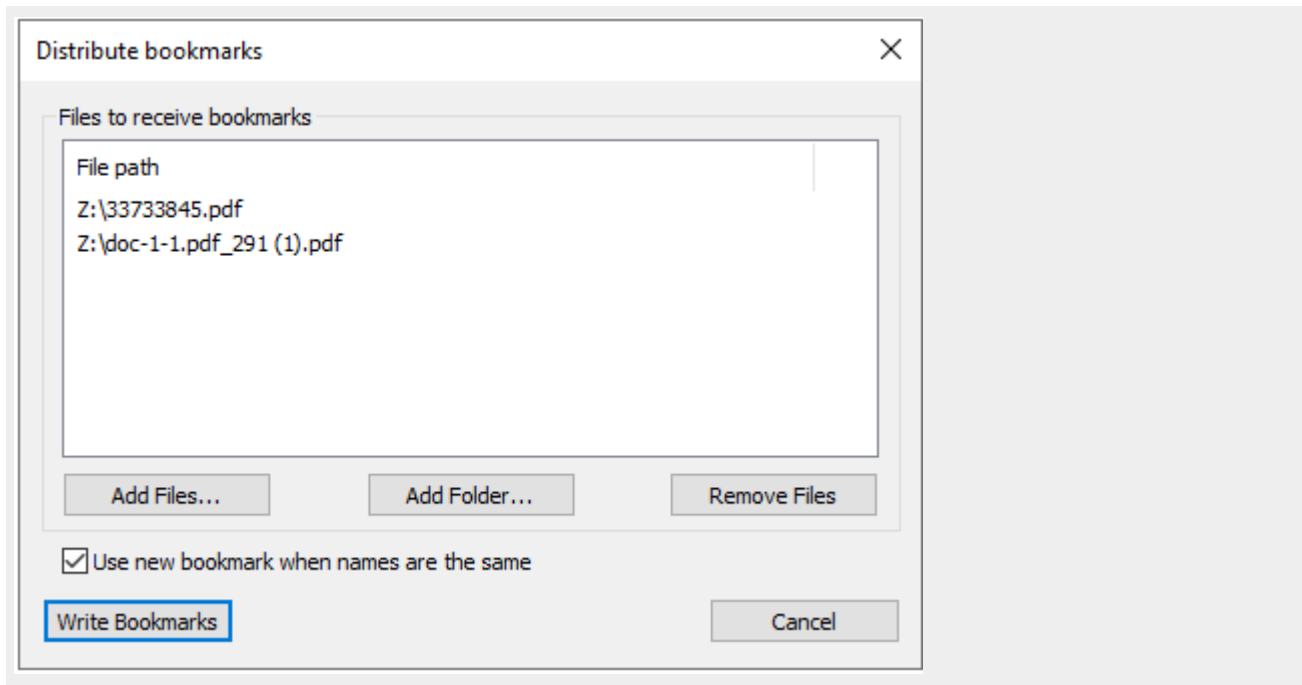 Distribute bookmarks
Files to receive bookmarks
File path
Z:\33733845.pdf
Z:\doc-1-1.pdf_291 (1).pdf
Add Files... Add Folder... Remove Files
Use new bookmark when names are the same
Write Bookmarks Cancel